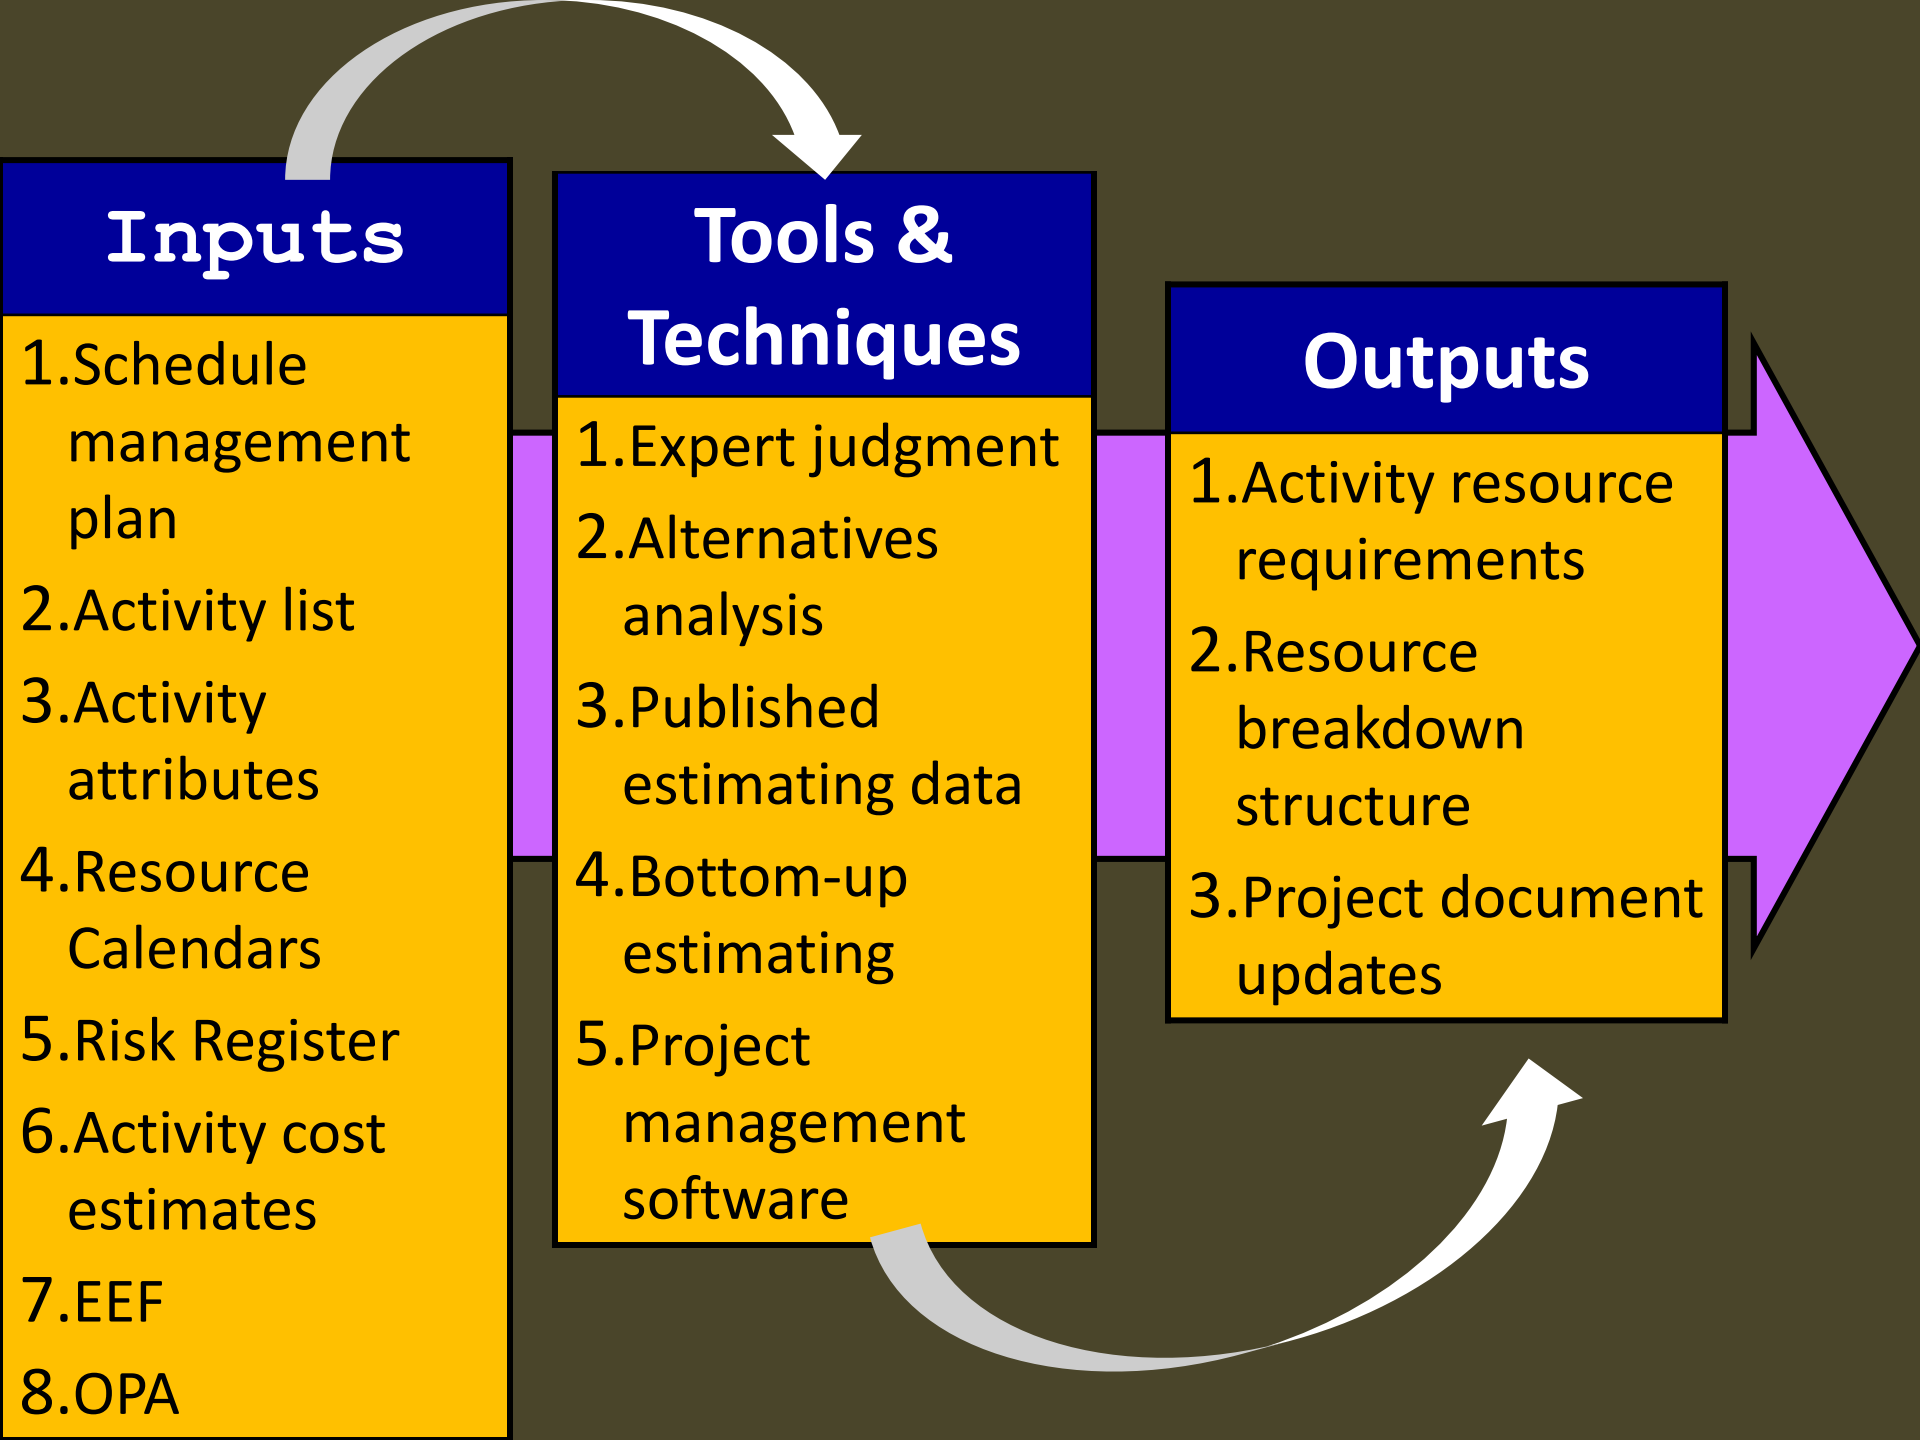 Inputs
1.Schedule
management
plan
2.Activity list
3.Activity
attributes
4.Resource
Calendars
5.Risk Register
6.Activity cost
estimates
7.EEF
8.OPA
Tools &
Techniques
1.Expert judgment
2.Alternatives
analysis
3.Published
estimating data
4.Bottom-up
estimating
5.Project
management
software
Outputs
1.Activity resource
requirements
2.Resource
breakdown
structure
3.Project document
updates